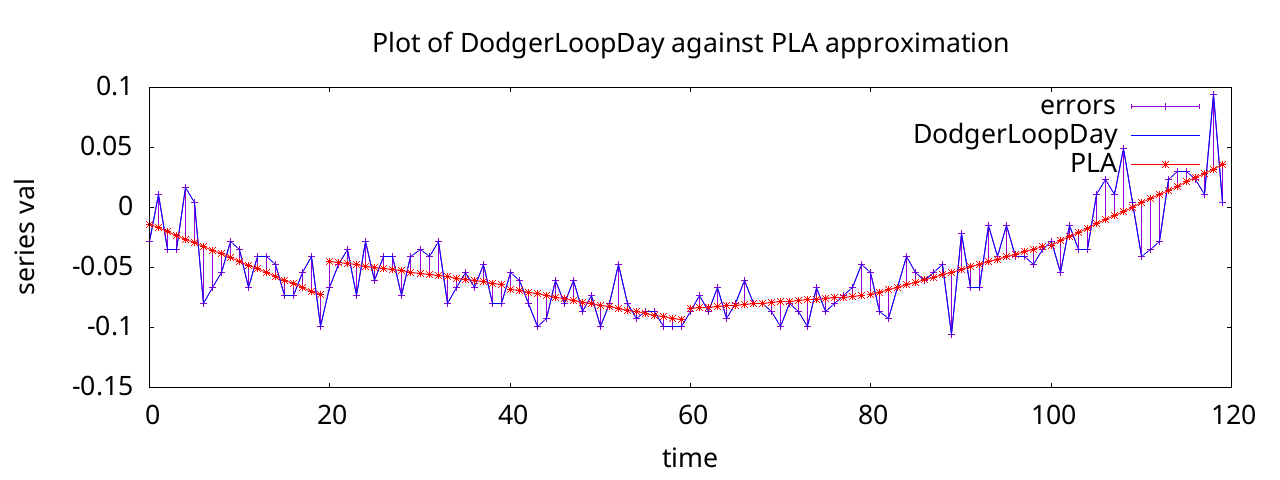 Plot of DodgerLoopDay against PLA approximation
0.1
0.05
0
-0.05
-0.1
-0.15
series val
errors
DodgerLoopDay
PLA
0 20 40 60 80 100 120
time